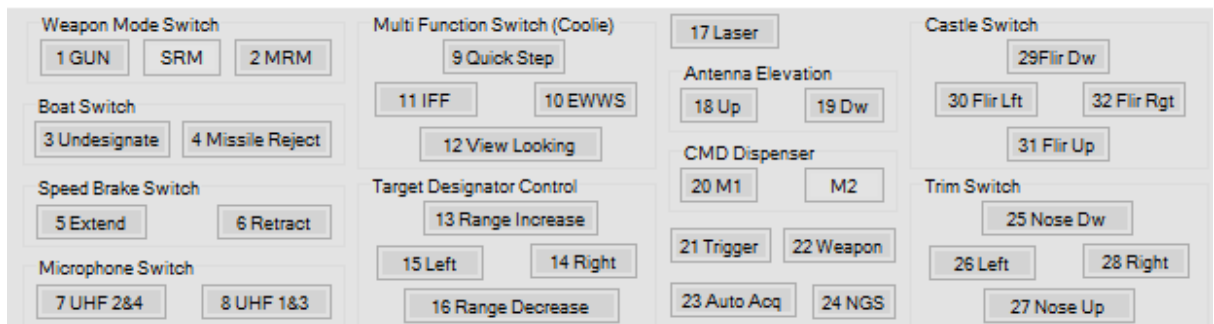 Weapon Mode Switch
1 GUN SRM 2 MRM
Boat Switch
3 Undesignate 4 Missile Reject
Speed Brake Switch
5 Extend 6 Retract
Microphone Switch
7 UHF 2&4 8 UHF 1&3
Multi Function Switch (Coolie)
9 Quick Step
11 IFF 10 EWWS
12 View Looking
Target Designator Control
13 Range Increase
15 Left 14 Right
16 Range Decrease
17 Laser
Antenna Elevation
18 Up 19 Dw
CMD Dispenser
20 M1 M2
21 Trigger 22 Weapon
23 Auto Acq 24 NGS
Castle Switch
29Flir Dw
30 Flir Lft 32 Flir Rgt
31 Flir Up
Trim Switch
25 Nose Dw
26 Left 28 Right
27 Nose Up